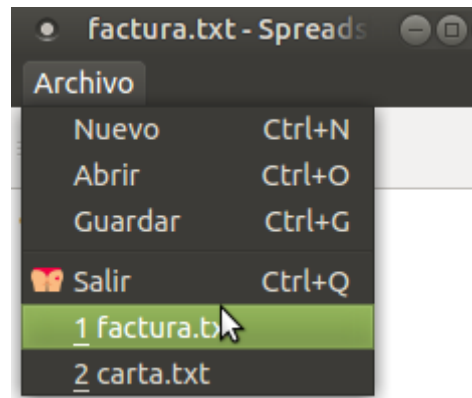 factura.txt - Spreads
Archivo
Nuevo Ctrl+N
Abrir Ctrl+O
Guardar Ctrl+G
Salir Ctrl+Q
1 factura.tx
2 carta.txt